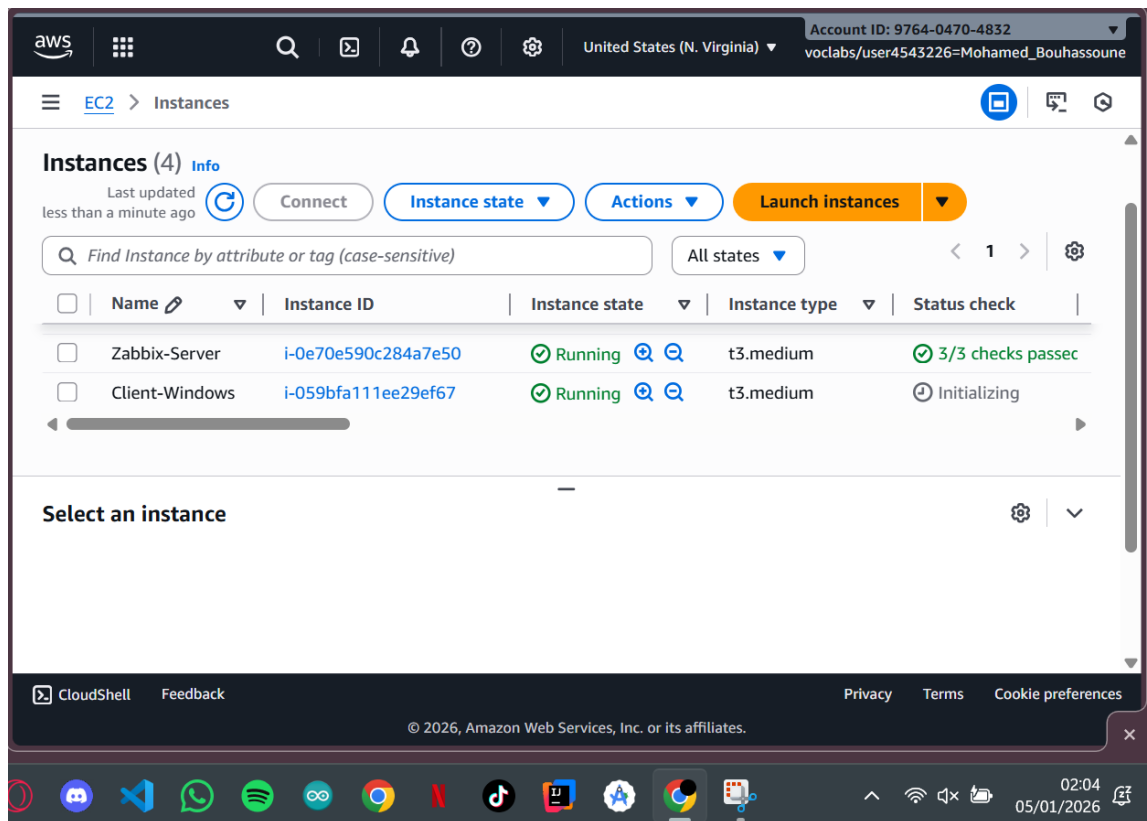 aws
United States (N. Virginia)
Account ID: 9764-0470-4832
voclabs/user4543226=Mohamed_Bouhassoune
EC2 > Instances
Instances (4) Info
Last updated
less than a minute ago
Connect
Instance state
Actions
Launch instances
Find Instance by attribute or tag (case-sensitive)
All states
1
Name Instance ID Instance state Instance type Status check
Zabbix-Server i-0e70e590c284a7e50 Running t3.medium 3/3 checks passec
Client-Windows i-059bfa111ee29ef67 Running t3.medium Initializing
Select an instance
CloudShell Feedback Privacy Terms Cookie preferences
© 2026, Amazon Web Services, Inc. or its affiliates.
02:04
05/01/2026